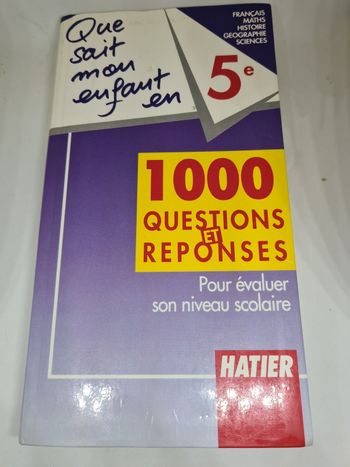 Que
sait
mon
enfant en
5e
FRANÇAIS
MATHS
HISTOIRE
GEOGRAPHIE
SCIENCES
1000
QUESTIONS
ET
REPONSES
Pour évaluer
son niveau scolaire
HATIER